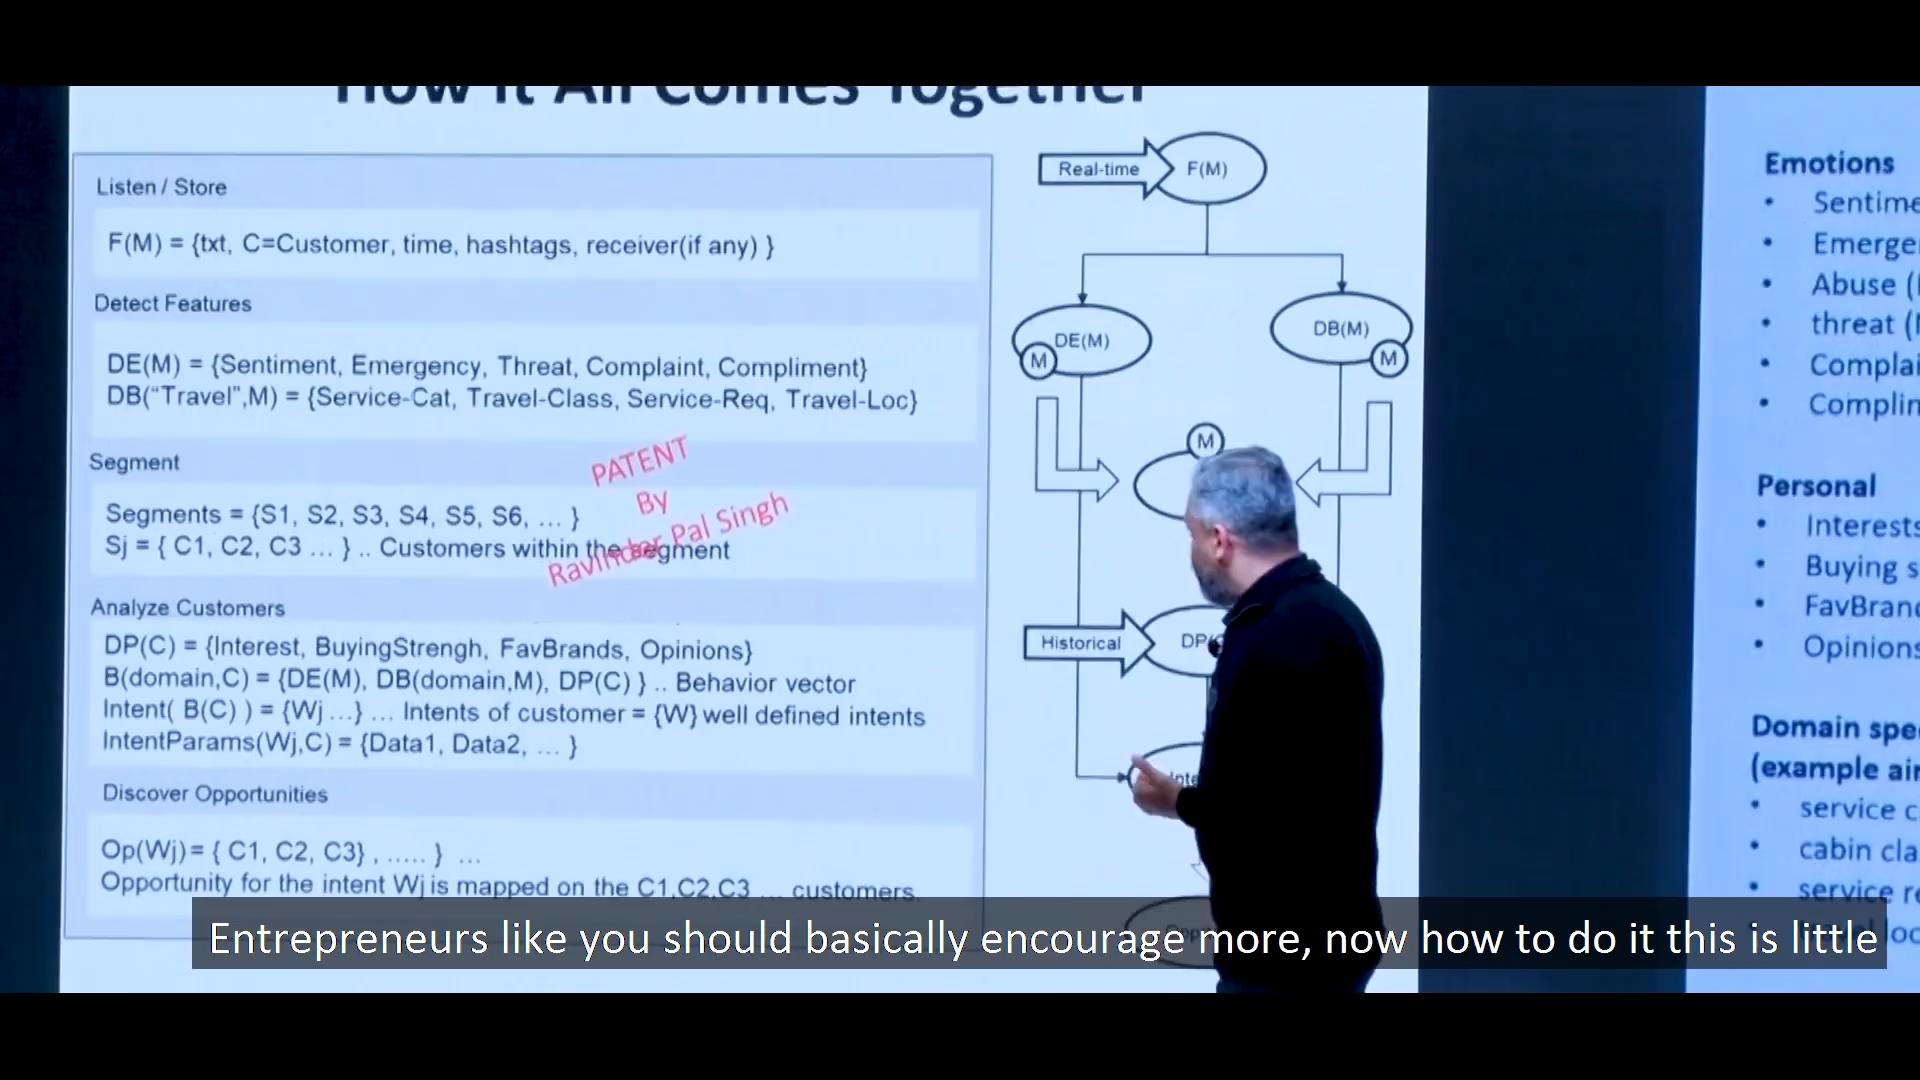 How It All Comes Together
Listen / Store
F(M) = {txt, C=Customer, time, hashtags, receiver(if any) }
Detect Features
DE(M) = {Sentiment, Emergency, Threat, Complaint, Compliment}
DB(“Travel”,M) = {Service-Cat, Travel-Class, Service-Req, Travel-Loc}
Segment
Segments = {S1, S2, S3, S4, S5, S6, ... }
Sj = { C1, C2, C3 ... } .. Customers within the segment
PATENT
By
Ravinder Pal Singh
Analyze Customers
DP(C) = {Interest, BuyingStrengh, FavBrands, Opinions}
B(domain,C) = {DE(M), DB(domain,M), DP(C) } .. Behavior vector
Intent( B(C) ) = {Wj ...} ... Intents of customer = {W} well defined intents
IntentParams(Wj,C) = {Data1, Data2, ... }
Discover Opportunities
Op(Wj)= { C1, C2, C3} , ..... } ...
Opportunity for the intent Wj is mapped on the C1,C2,C3 ... customers.
Real-time
F(M)
DE(M)
M
DB(M)
M
M
Historical
DP(
Inte
Emotions
• Sentime
• Emerge
• Abuse (
• threat (
• Complai
• Complin
Personal
• Interests
• Buying s
• FavBrand
• Opinions
Domain spe
(example air
• service c
• cabin cla
• service re
loc
Entrepreneurs like you should basically encourage more, now how to do it this is little